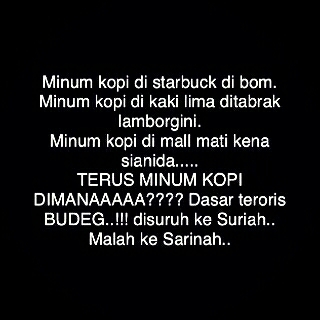 Minum kopi di starbuck di bom.
Minum kopi di kaki lima ditabrak
lamborgini.
Minum kopi di mall mati kena
sianida.....
TERUS MINUM KOPI
DIMANAAAAA???? Dasar teroris
BUDEG..!!! disuruh ke Suriah..
Malah ke Sarinah..